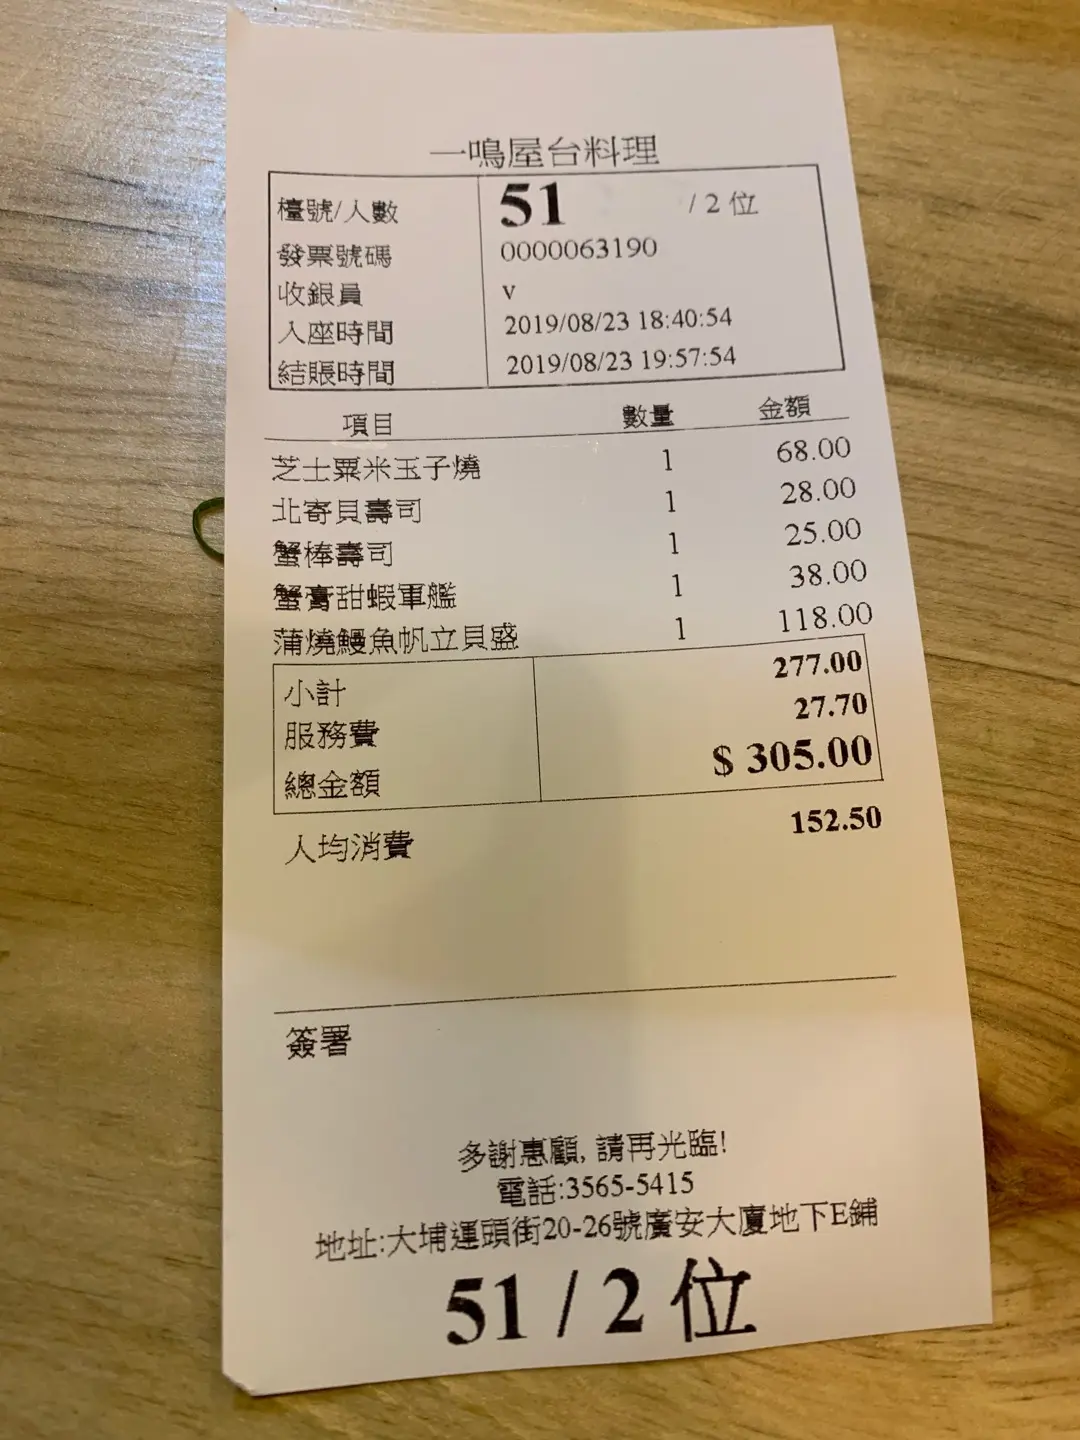 一鳴屋台料理
檯號/人數 51 / 2 位
發票號碼 0000063190
收銀員 v
入座時間 2019/08/23 18:40:54
結賬時間 2019/08/23 19:57:54
項目 數量 金額
芝士粟米玉子燒 1 68.00
北寄貝壽司 1 28.00
蟹棒壽司 1 25.00
蟹膏甜蝦軍艦 1 38.00
蒲燒鰻魚帆立貝盛 1 118.00
小計 277.00
服務費 27.70
總金額 $ 305.00
人均消費 152.50
簽署
多謝惠顧, 請再光臨!
電話:3565-5415
地址:大埔運頭街20-26號廣安大廈地下E鋪
51 / 2 位